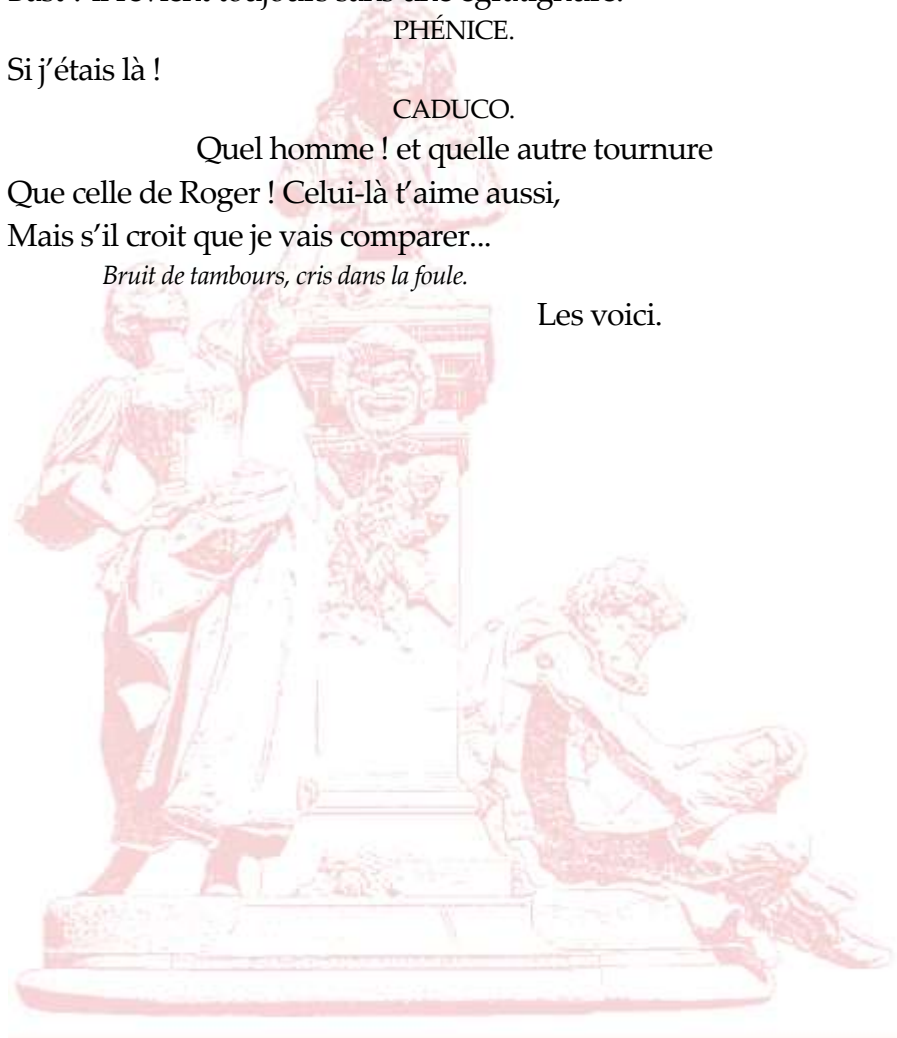 PHÉNICE.
Si j’étais là !
CADUCO.
Quel homme ! et quelle autre tournure
Que celle de Roger ! Celui-là t’aime aussi,
Mais s’il croit que je vais comparer...
Bruit de tambours, cris dans la foule.
Les voici.